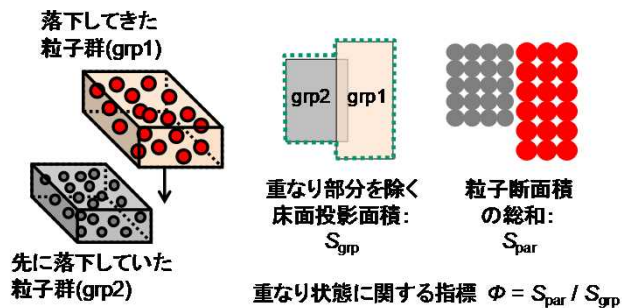 落下してきた
粒子群(grp1)
先に落下していた
粒子群(grp2)
grp2
grp1
重なり部分を除く
床面投影面積:
Sgrp
粒子断面積
の総和:
Spar
重なり状態に関する指標 Φ = Spar / Sgrp